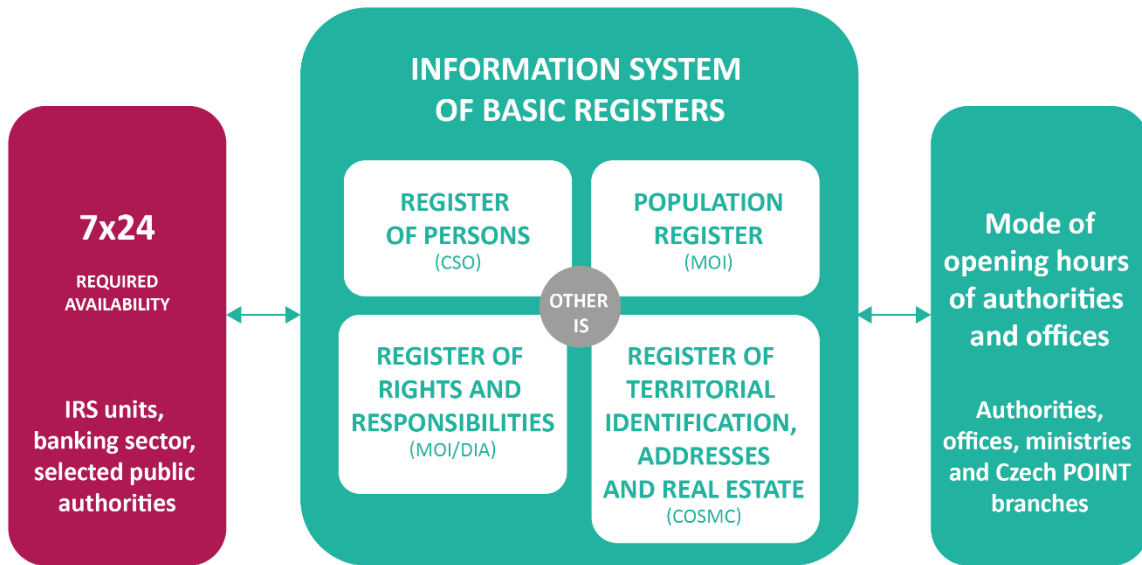 7x24
REQUIRED
AVAILABILITY
IRS units,
banking sector,
selected public
authorities
INFORMATION SYSTEM
OF BASIC REGISTERS
REGISTER
OF PERSONS
(CSO)
POPULATION
REGISTER
(MOI)
OTHER
IS
REGISTER OF
RIGHTS AND
RESPONSIBILITIES
(MOI/DIA)
REGISTER OF
TERRITORIAL
IDENTIFICATION,
ADDRESSES
AND REAL ESTATE
(COSMC)
Mode of
opening hours
of authorities
and offices
Authorities,
offices, ministries
and Czech POINT
branches